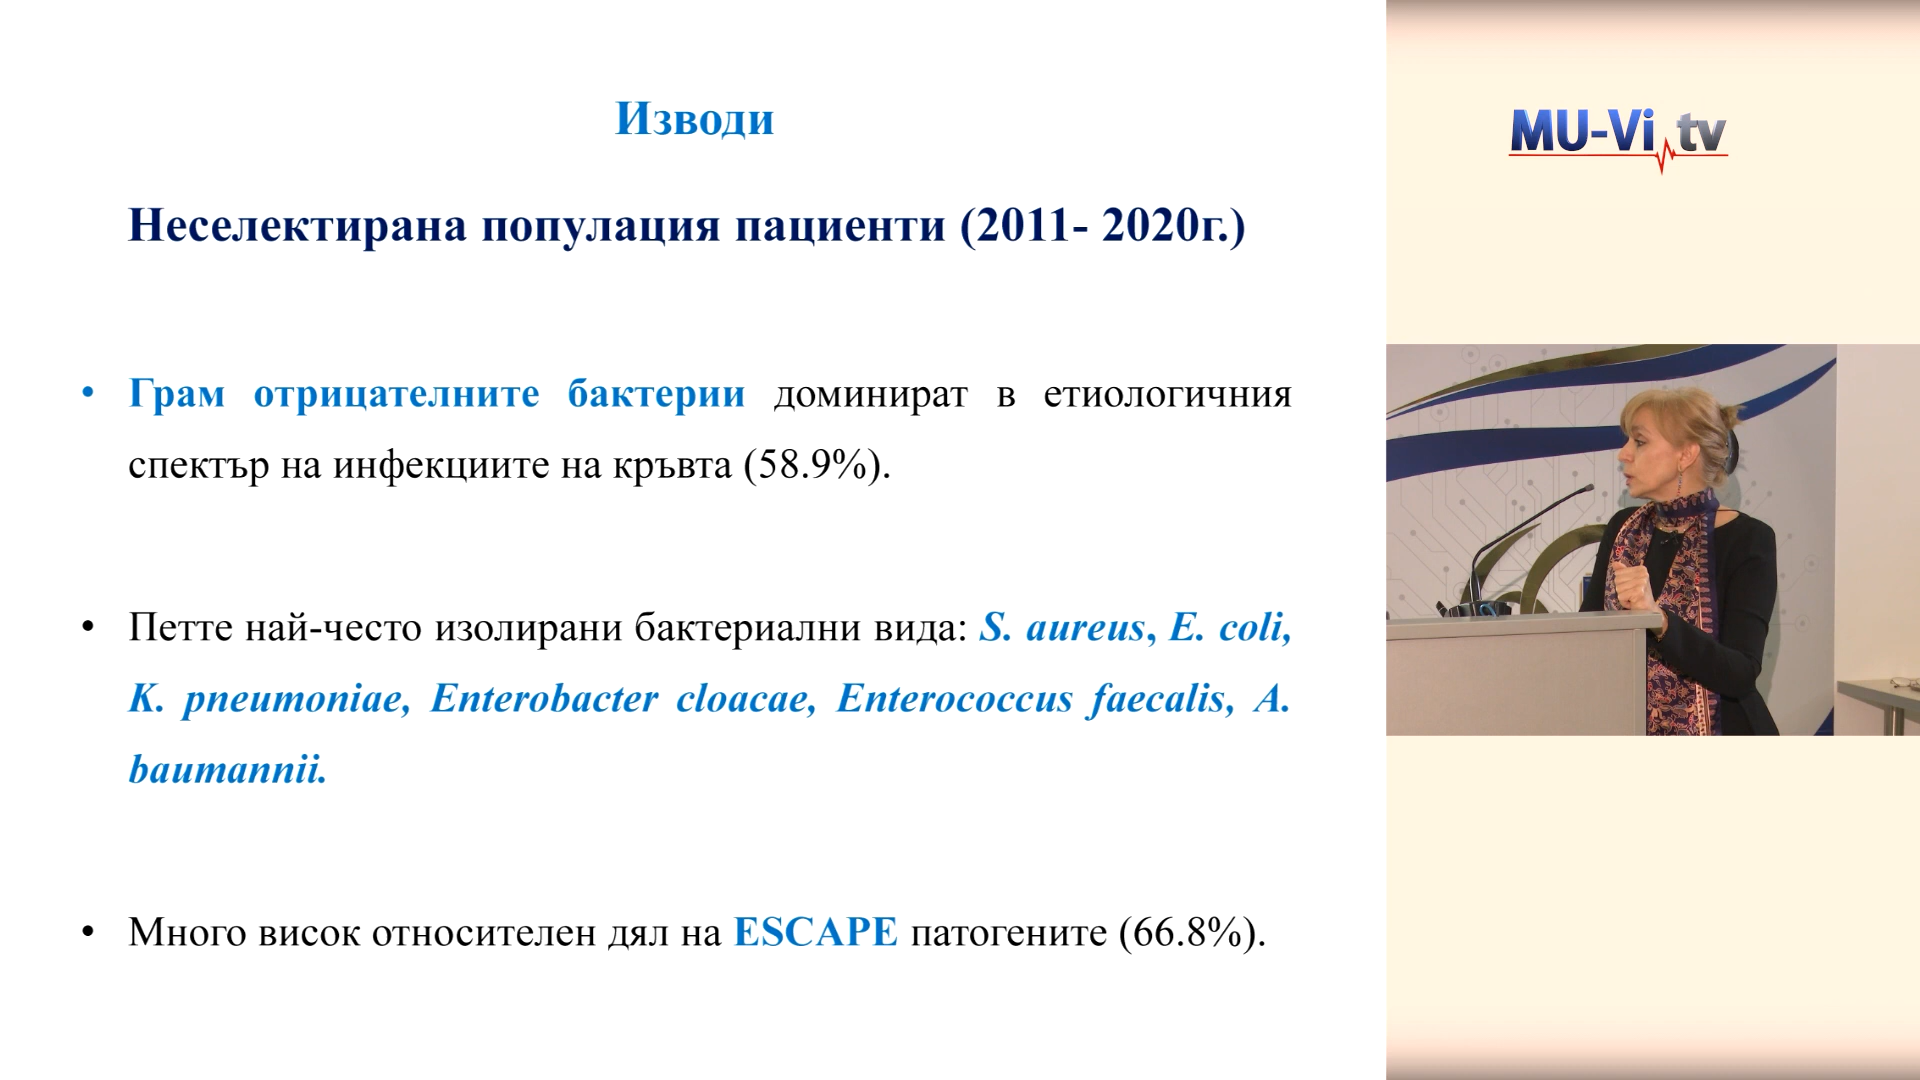 Изводи
Неселектирана популация пациенти (2011- 2020г.)
• Грам отрицателните бактерии доминират в етиологичния
спектър на инфекциите на кръвта (58.9%).
• Петте най-често изолирани бактериални вида: S. aureus, E. coli,
K. pneumoniae, Enterobacter cloacae, Enterococcus faecalis, A.
baumannii.
• Много висок относителен дял на ESCAPE патогените (66.8%).
MU-Vi tv